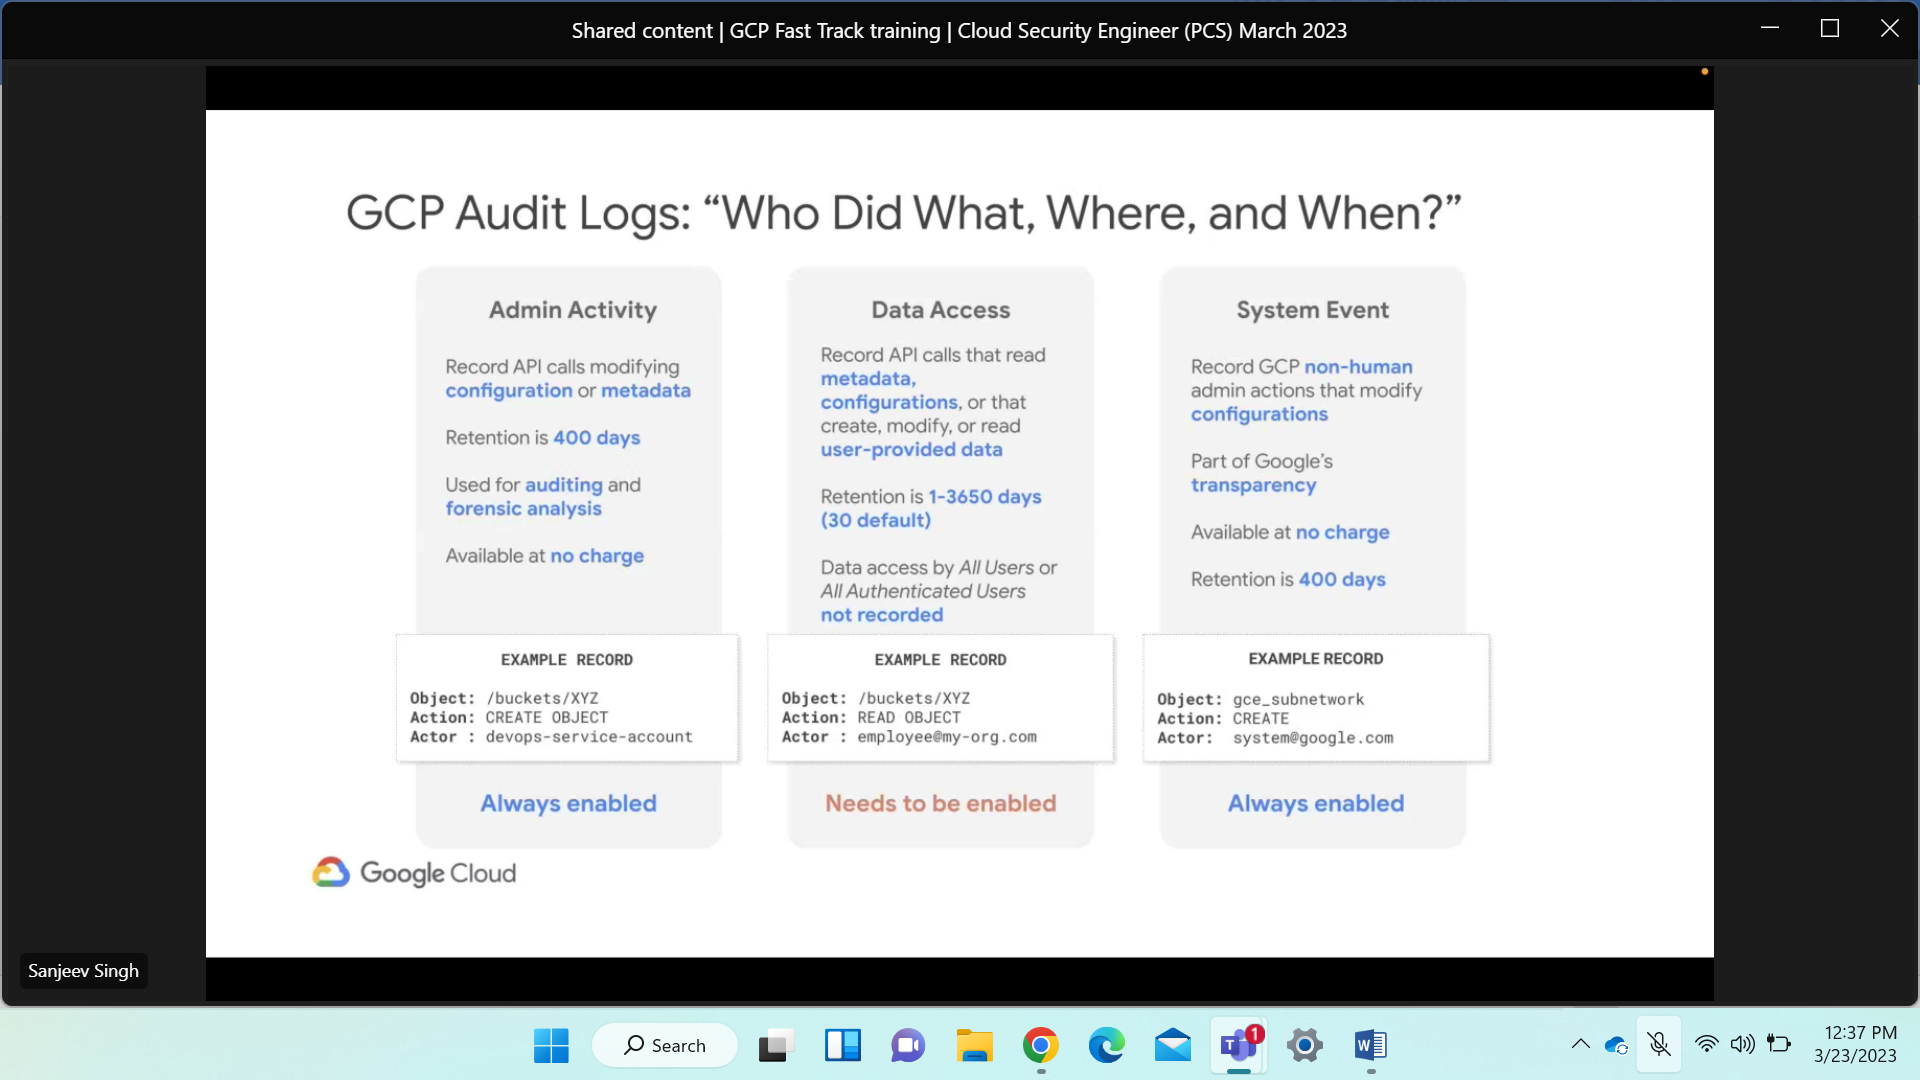 Shared content | GCP Fast Track training | Cloud Security Engineer (PCS) March 2023
GCP Audit Logs: “Who Did What, Where, and When?”
Admin Activity
Record API calls modifying
configuration or metadata
Retention is 400 days
Used for auditing and
forensic analysis
Available at no charge
EXAMPLE RECORD
Object: /buckets/XYZ
Action: CREATE OBJECT
Actor : devops-service-account
Always enabled
Data Access
Record API calls that read
metadata,
configurations, or that
create, modify, or read
user-provided data
Retention is 1-3650 days
(30 default)
Data access by All Users or
All Authenticated Users
not recorded
EXAMPLE RECORD
Object: /buckets/XYZ
Action: READ OBJECT
Actor : employee@my-org.com
Needs to be enabled
System Event
Record GCP non-human
admin actions that modify
configurations
Part of Google’s
transparency
Available at no charge
Retention is 400 days
EXAMPLE RECORD
Object: gce_subnetwork
Action: CREATE
Actor: system@google.com
Always enabled
Google Cloud
Sanjeev Singh
Search
T
1
W
12:37 PM
3/23/2023